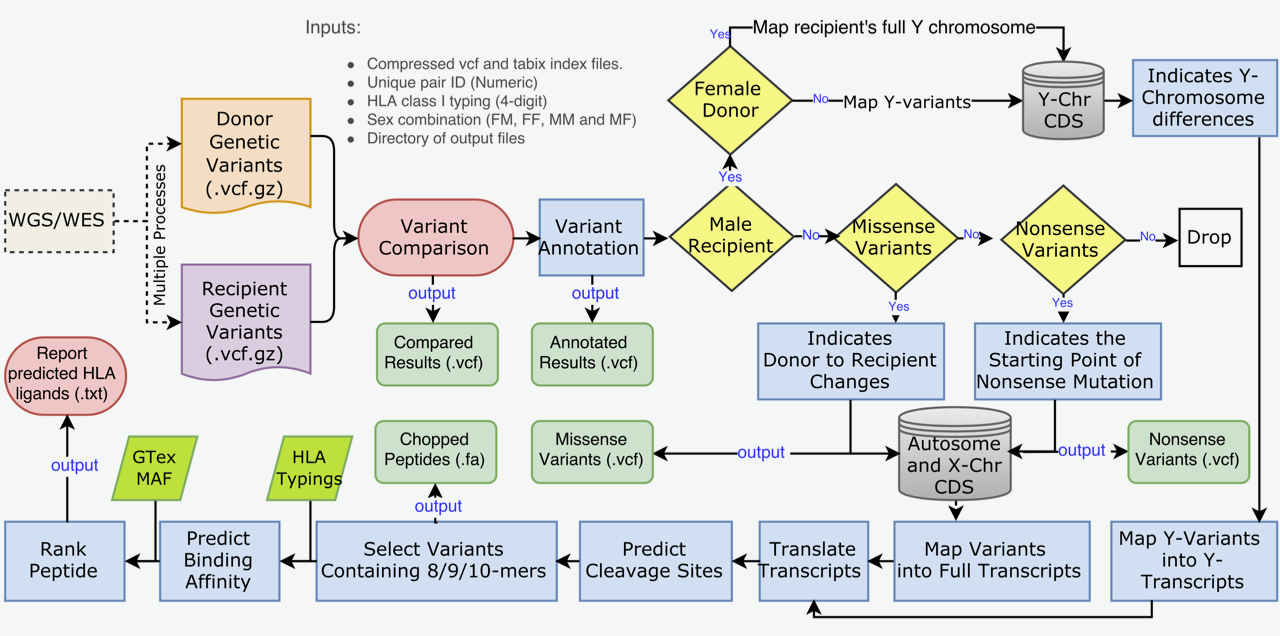 Inputs:
Compressed vcf and tabix index files.
Unique pair ID (Numeric)
HLA class I typing (4-digit)
Sex combination (FM, FF, MM and MF)
Directory of output files
WGS/WES
Multiple Processes
Donor
Genetic
Variants
(.vcf.gz)
Recipient
Genetic
Variants
(.vcf.gz)
Variant
Comparison
output
Compared
Results (.vcf)
Variant
Annotation
output
Annotated
Results (.vcf)
Male
Recipient
Yes
Female
Donor
Yes
Map recipient's full Y chromosome
No
Map Y-variants
Y-Chr
CDS
Indicates Y-
Chromosome
differences
No
Missense
Variants
No
Nonsense
Variants
No
Drop
Yes
Yes
Indicates
Donor to Recipient
Changes
Indicates the
Starting Point of
Nonsense Mutation
Missense
Variants (.vcf)
output
Autosome
and X-Chr
CDS
output
Nonsense
Variants (.vcf)
Map Y-Variants
into Y-
Transcripts
Map Variants
into Full Transcripts
Translate
Transcripts
Predict
Cleavage Sites
Select Variants
Containing 8/9/10-mers
output
Chopped
Peptides (.fa)
HLA
Typings
Predict
Binding
Affinity
GTex
MAF
Rank
Peptide
output
Report
predicted HLA
ligands (.txt)